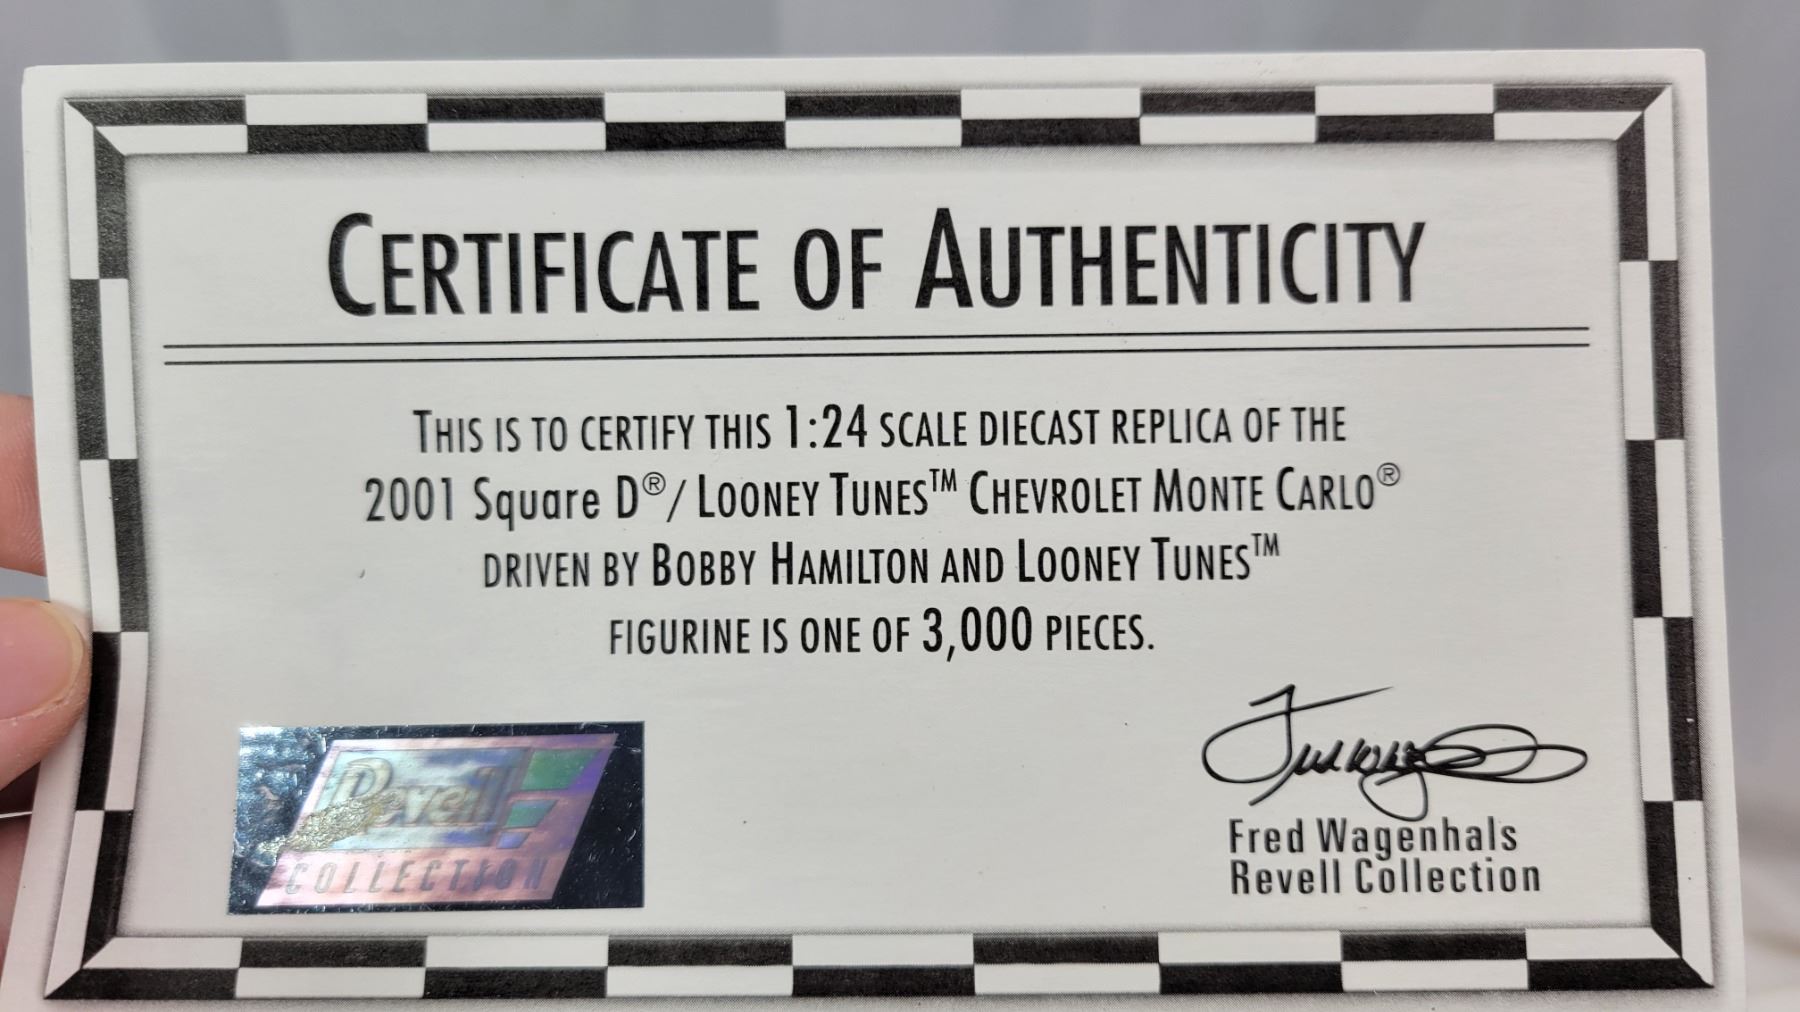 CERTIFICATE OF AUTHENTICITY
THIS IS TO CERTIFY THIS 1:24 SCALE DIECAST REPLICA OF THE
2001 Square D®/ LOONEY TUNES™ CHEVROLET MONTE CARLO®
DRIVEN BY BOBBY HAMILTON AND LOONEY TUNES™
FIGURINE IS ONE OF 3,000 PIECES.
Revell
COLLECTION
Fred Wagenhals
Revell Collection